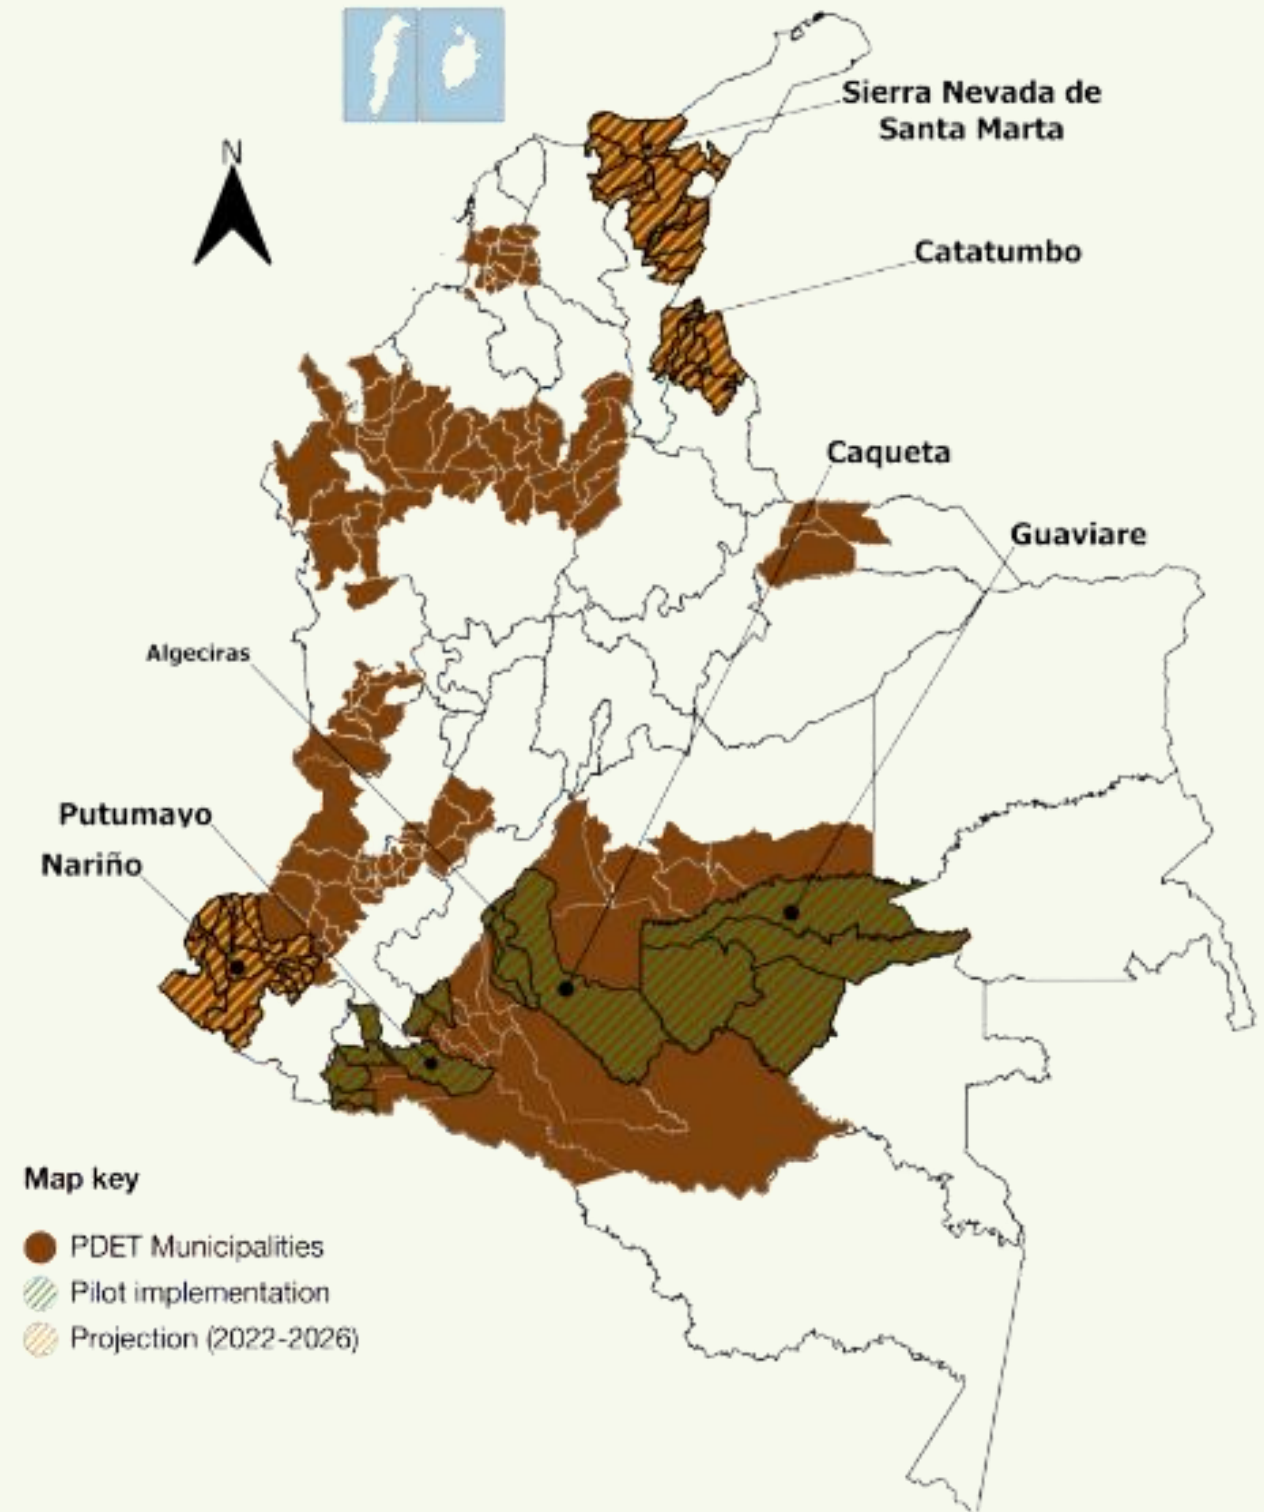 Sierra Nevada de
Santa Marta
N
Catatumbo
Caqueta
Guaviare
Algeciras
Putumayo
Nariño
Map key
PDET Municipalities
Pilot implementation
Projection (2022-2026)